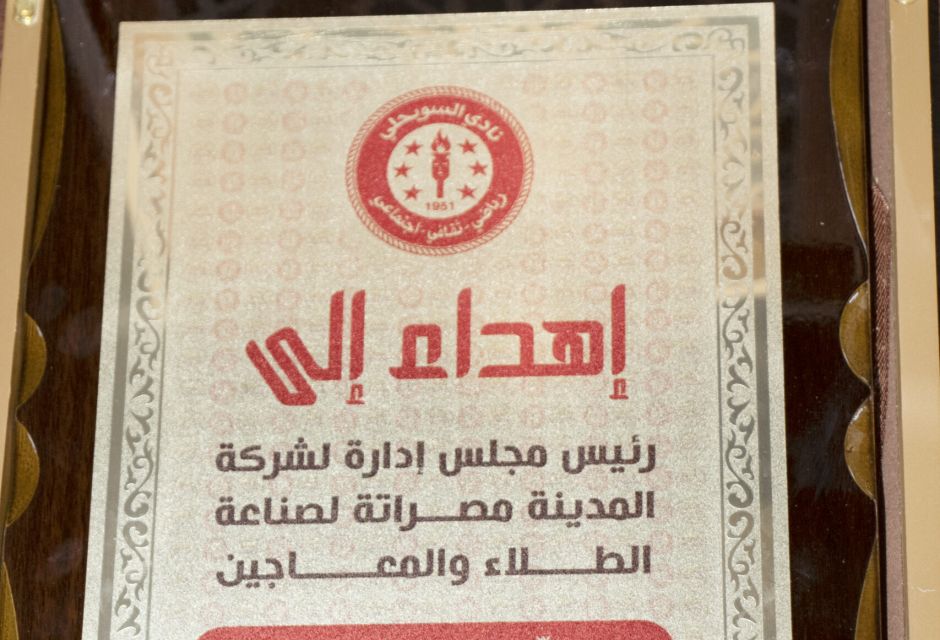 نادي السويحلي
1951
رياضي - ثقافي - اجتماعي
إهداء إلى
رئيس مجلس إدارة لشركة
المدينة مصراتة لصناعة
الطلاء والمعاجين